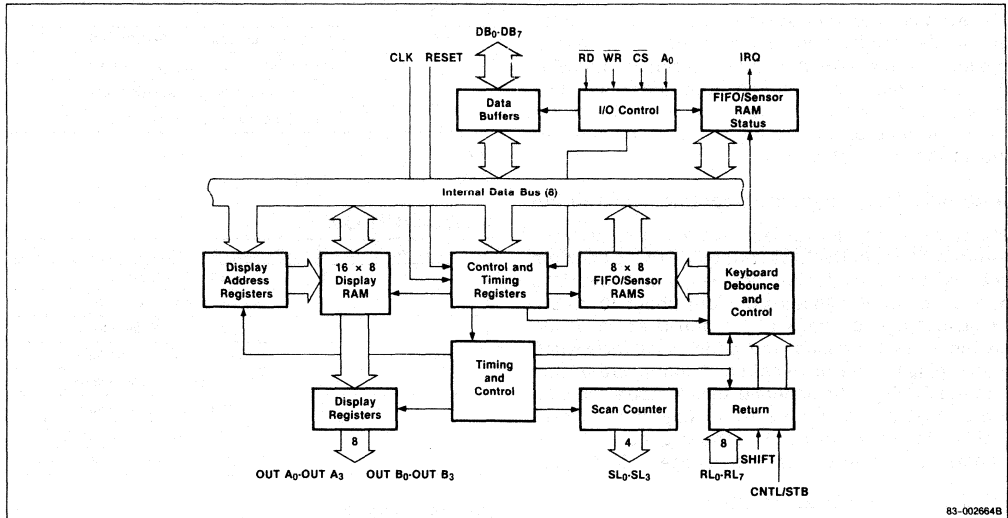 DB₀-DB₇
CLK RESET
R̅D̅ W̅R̅ C̅S̅ A₀
IRQ
Data
Buffers
I/O Control
FIFO/Sensor
RAM
Status
Internal Data Bus (8)
Display
Address
Registers
16 × 8
Display
RAM
Control and
Timing
Registers
8 × 8
FIFO/Sensor
RAMS
Keyboard
Debounce
and
Control
Timing
and
Control
Display
Registers
Scan Counter
Return
8
4
8
SHIFT
OUT A₀-OUT A₃ OUT B₀-OUT B₃
SL₀-SL₃
RL₀-RL₇
CNTL/STB
83-002664B